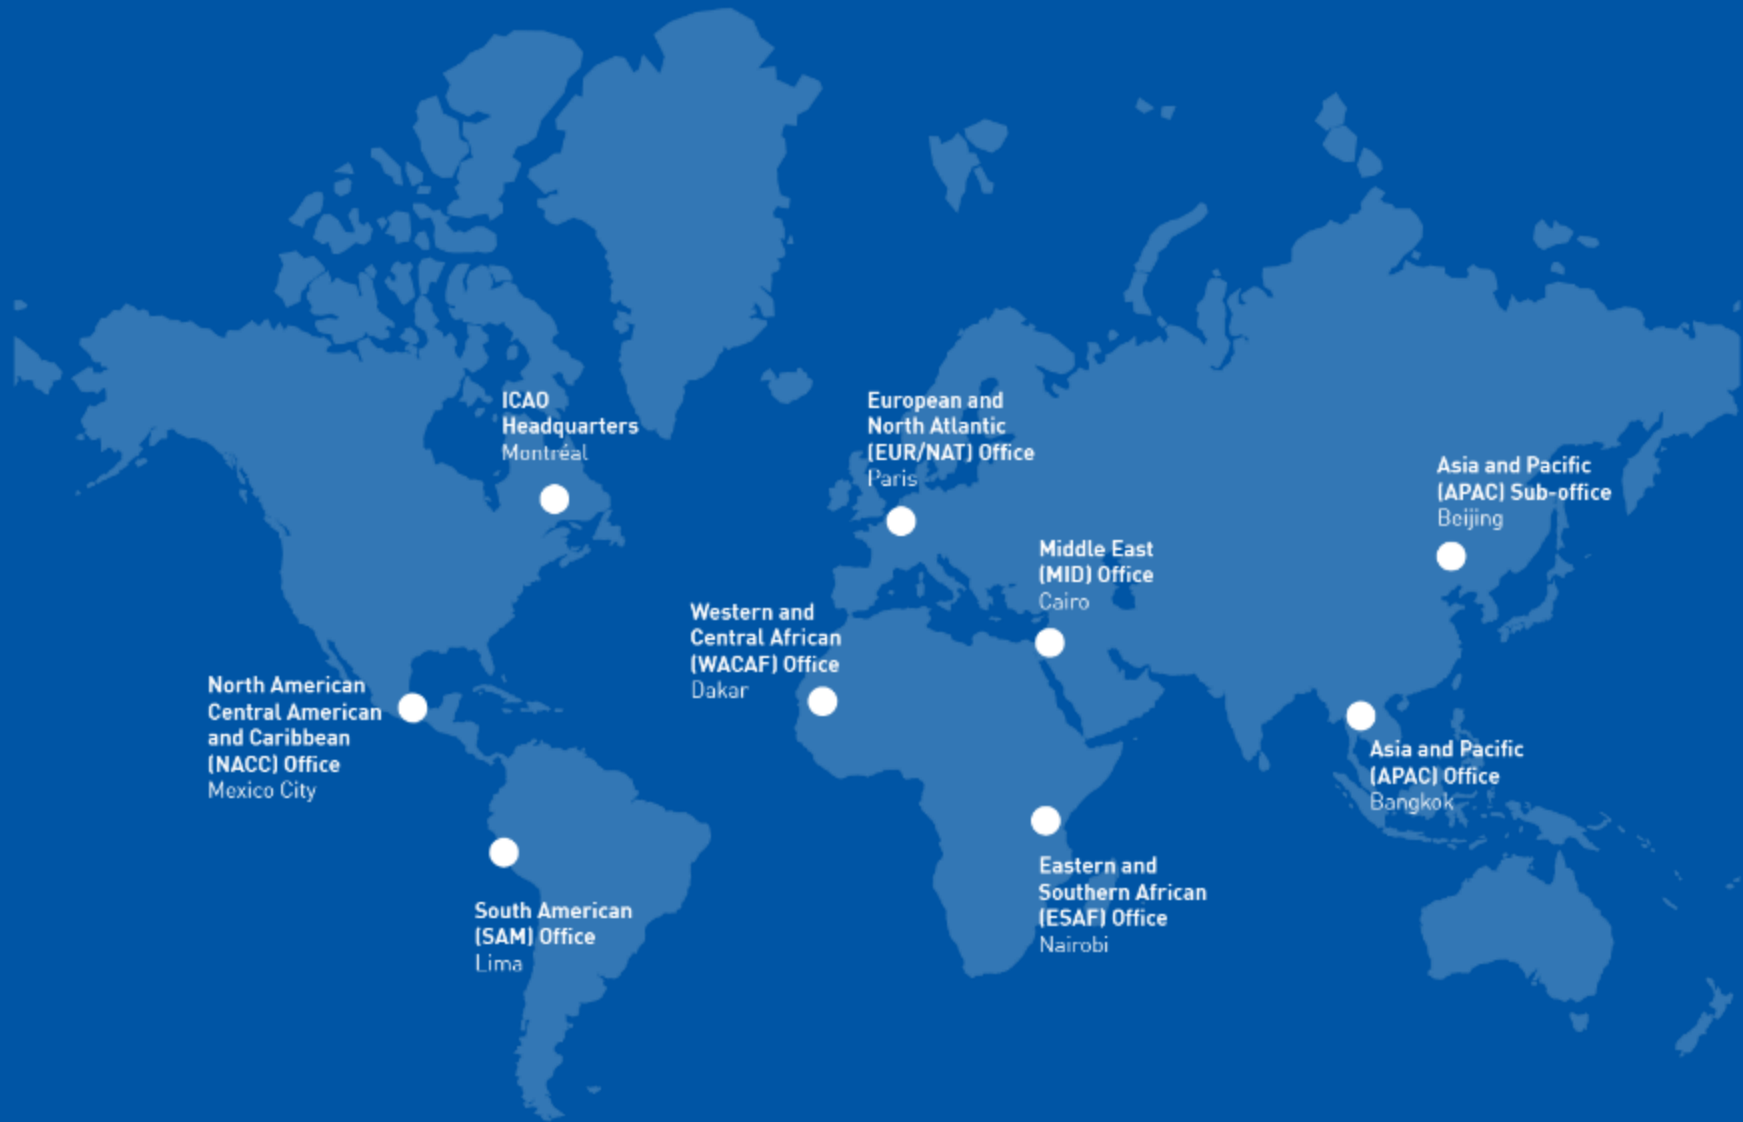 ICAO
Headquarters
Montréal
European and
North Atlantic
(EUR/NAT) Office
Paris
Asia and Pacific
(APAC) Sub-office
Beijing
Middle East
(MID) Office
Cairo
Western and
Central African
(WACAF) Office
Dakar
North American
Central American
and Caribbean
(NACC) Office
Mexico City
Asia and Pacific
(APAC) Office
Bangkok
Eastern and
Southern African
(ESAF) Office
Nairobi
South American
(SAM) Office
Lima